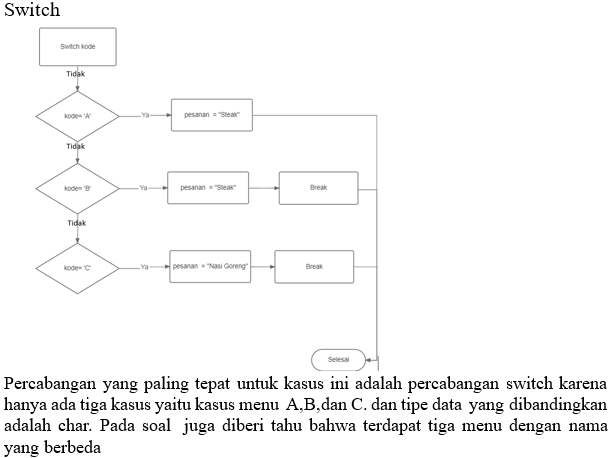 Switch
Switch kode
Tidak
kode= 'A'
Ya
pesanan = "Steak"
Tidak
kode= 'B'
Ya
pesanan = "Steak"
Break
Tidak
kode= 'C'
Ya
pesanan = "Nasi Goreng"
Break
Selesai
Percabangan yang paling tepat untuk kasus ini adalah percabangan switch karena
hanya ada tiga kasus yaitu kasus menu A,B,dan C. dan tipe data yang dibandingkan
adalah char. Pada soal juga diberi tahu bahwa terdapat tiga menu dengan nama
yang berbeda